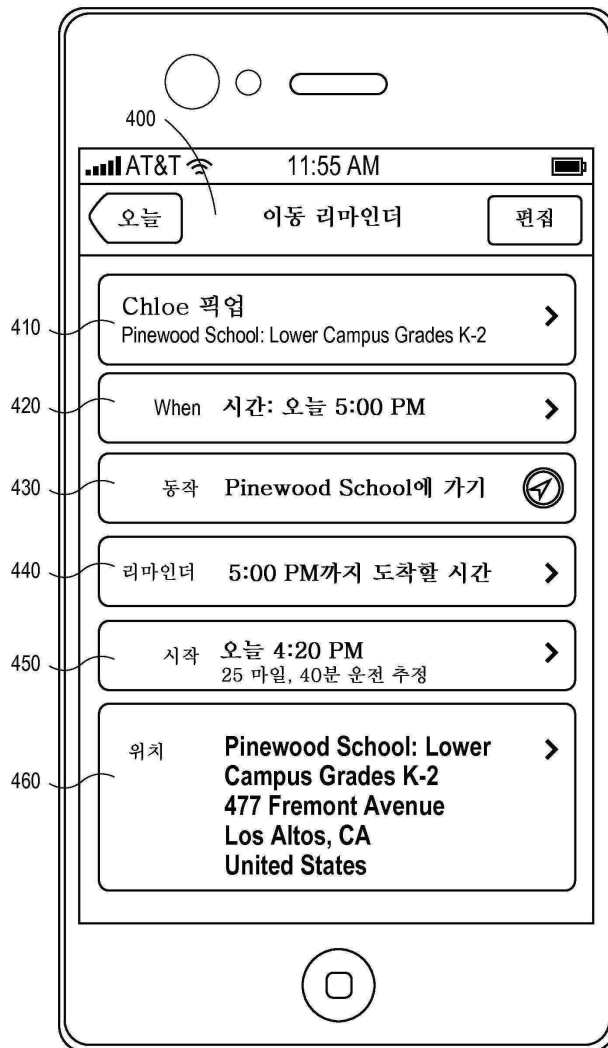 400
AT&T 11:55 AM
오늘 이동 리마인더 편집
Chloe 픽업
410
Pinewood School: Lower Campus Grades K-2
420 When 시간: 오늘 5:00 PM
430 동작 Pinewood School에 가기
440 리마인더 5:00 PM까지 도착할 시간
450 시작 오늘 4:20 PM
25 마일, 40분 운전 추정
460 위치 Pinewood School: Lower
Campus Grades K-2
477 Fremont Avenue
Los Altos, CA
United States